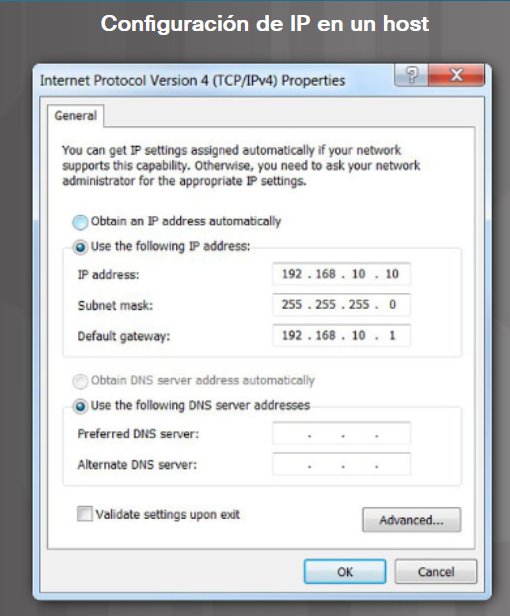 Configuración de IP en un host
Internet Protocol Version 4 (TCP/IPv4) Properties
General
You can get IP settings assigned automatically if your network
supports this capability. Otherwise, you need to ask your network
administrator for the appropriate IP settings.
Obtain an IP address automatically
Use the following IP address:
IP address: 192 . 168 . 10 . 10
Subnet mask: 255 . 255 . 255 . 0
Default gateway: 192 . 168 . 10 . 1
Obtain DNS server address automatically
Use the following DNS server addresses
Preferred DNS server: . . .
Alternate DNS server: . . .
Validate settings upon exit
Advanced...
OK Cancel